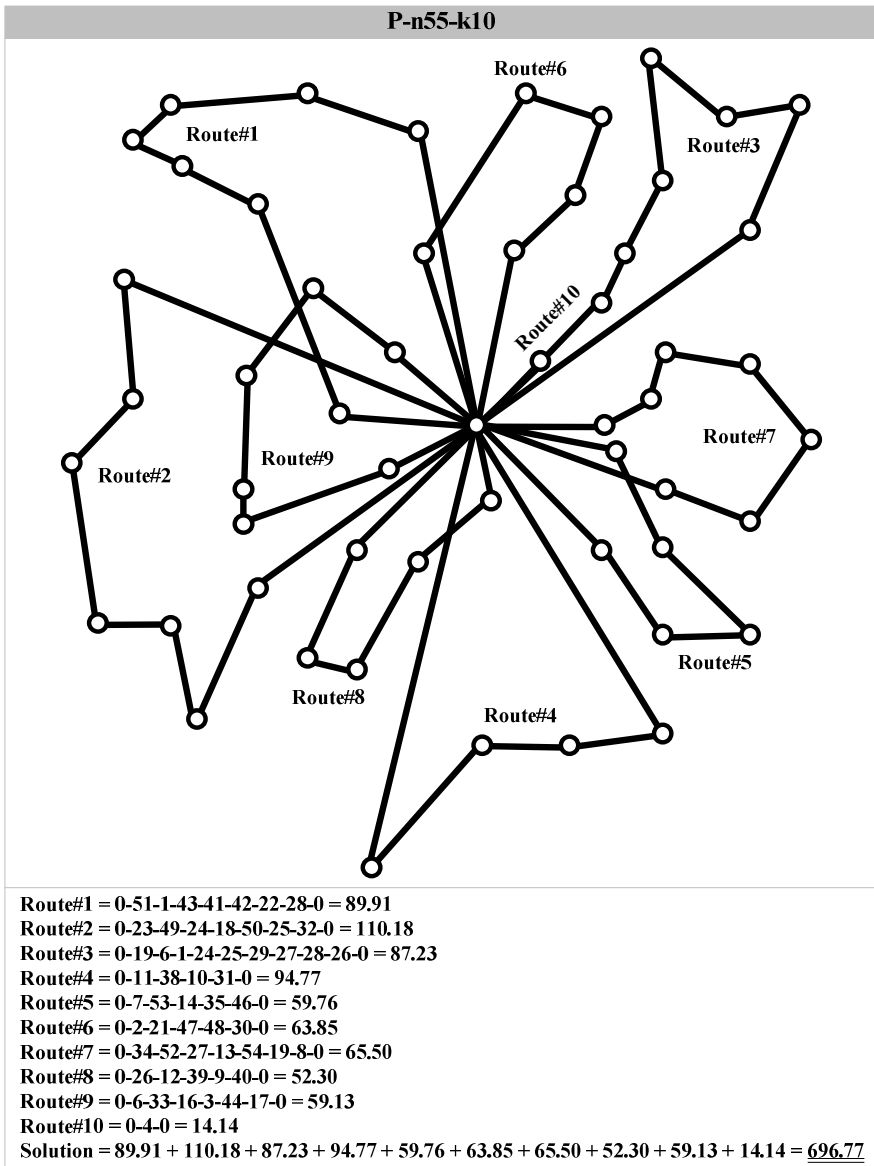 P-n55-k10
Route#6
Route#1
Route#3
Route#10
Route#7
Route#9
Route#2
Route#5
Route#8
Route#4
Route#1 = 0-51-1-43-41-42-22-28-0 = 89.91
Route#2 = 0-23-49-24-18-50-25-32-0 = 110.18
Route#3 = 0-19-6-1-24-25-29-27-28-26-0 = 87.23
Route#4 = 0-11-38-10-31-0 = 94.77
Route#5 = 0-7-53-14-35-46-0 = 59.76
Route#6 = 0-2-21-47-48-30-0 = 63.85
Route#7 = 0-34-52-27-13-54-19-8-0 = 65.50
Route#8 = 0-26-12-39-9-40-0 = 52.30
Route#9 = 0-6-33-16-3-44-17-0 = 59.13
Route#10 = 0-4-0 = 14.14
Solution = 89.91 + 110.18 + 87.23 + 94.77 + 59.76 + 63.85 + 65.50 + 52.30 + 59.13 + 14.14 = 696.77